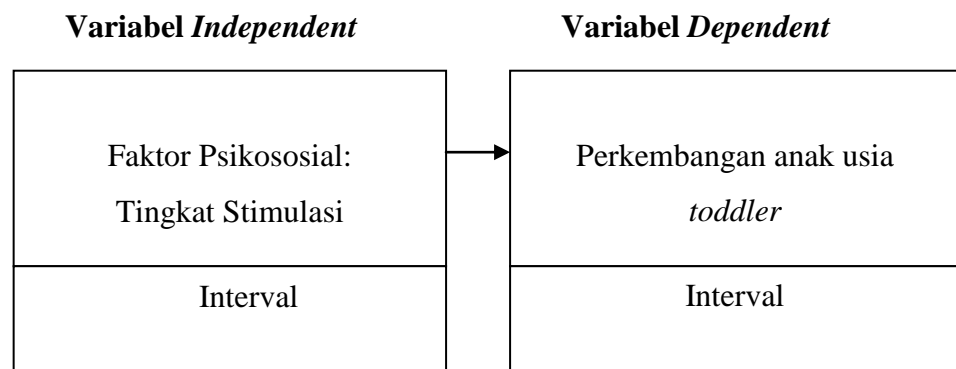 Variabel Independent
Variabel Dependent
Faktor Psikososial:
Tingkat Stimulasi
Perkembangan anak usia
toddler
Interval
Interval